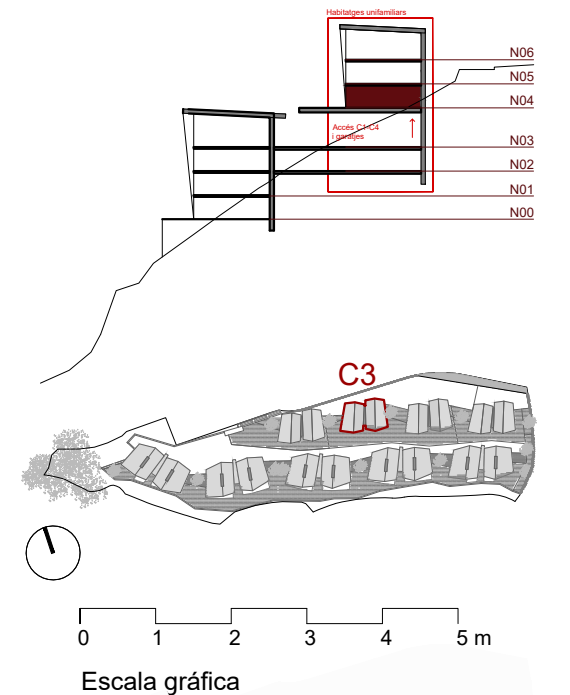 Habitatges unifamiliars
N06
N05
N04
Accés C1-C4
i garatjes
N03
N02
N01
N00
C3
0 1 2 3 4 5 m
Escala gráfica